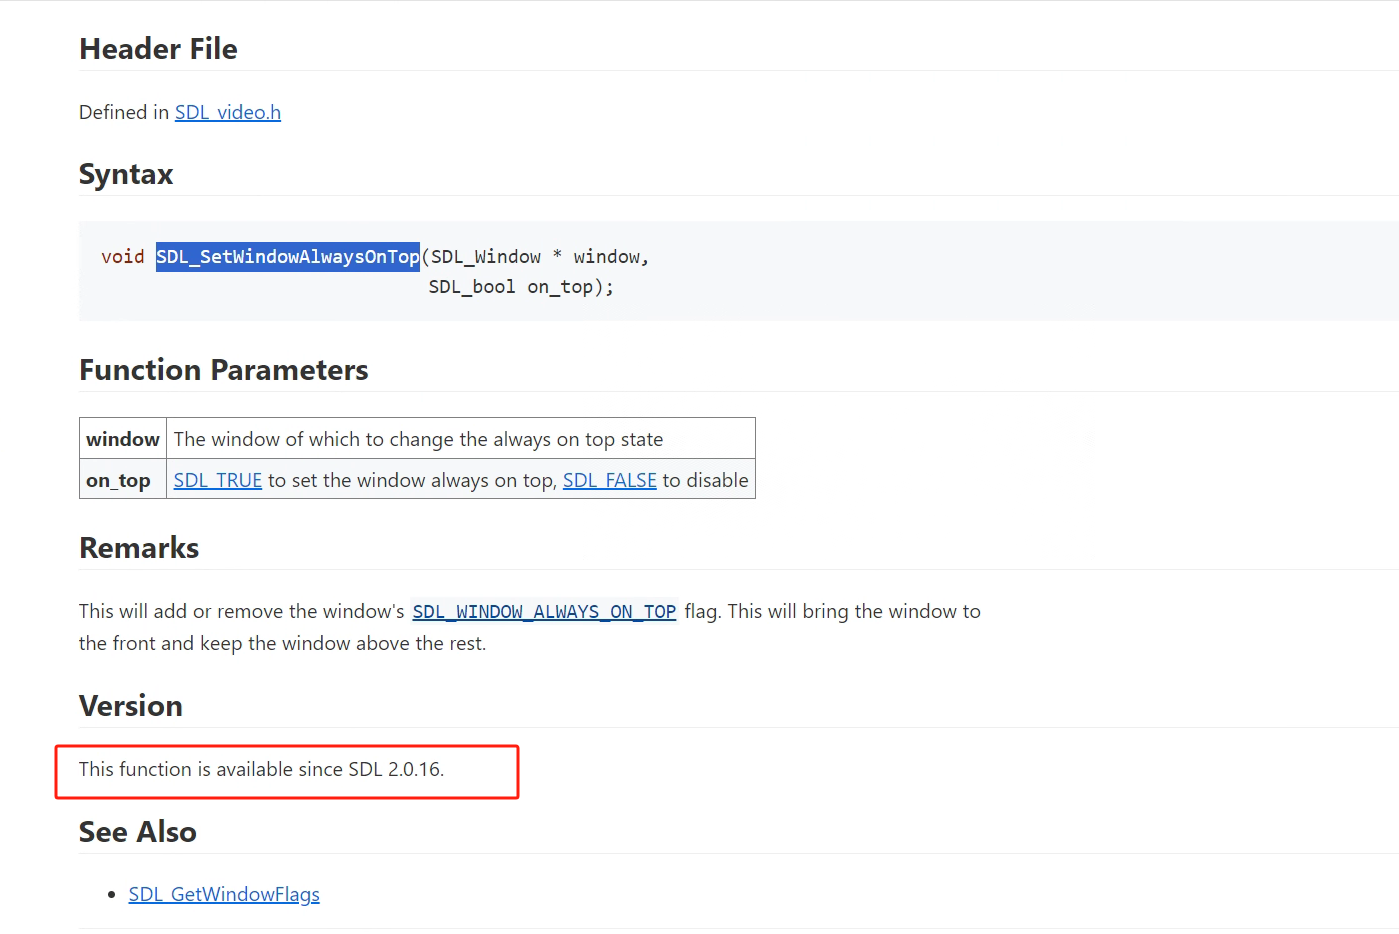 Header File
Defined in SDL_video.h
Syntax
void SDL_SetWindowAlwaysOnTop(SDL_Window * window,
SDL_bool on_top);
Function Parameters
window The window of which to change the always on top state
on_top SDL_TRUE to set the window always on top, SDL_FALSE to disable
Remarks
This will add or remove the window's SDL_WINDOW_ALWAYS_ON_TOP flag. This will bring the window to
the front and keep the window above the rest.
Version
This function is available since SDL 2.0.16.
See Also
• SDL_GetWindowFlags